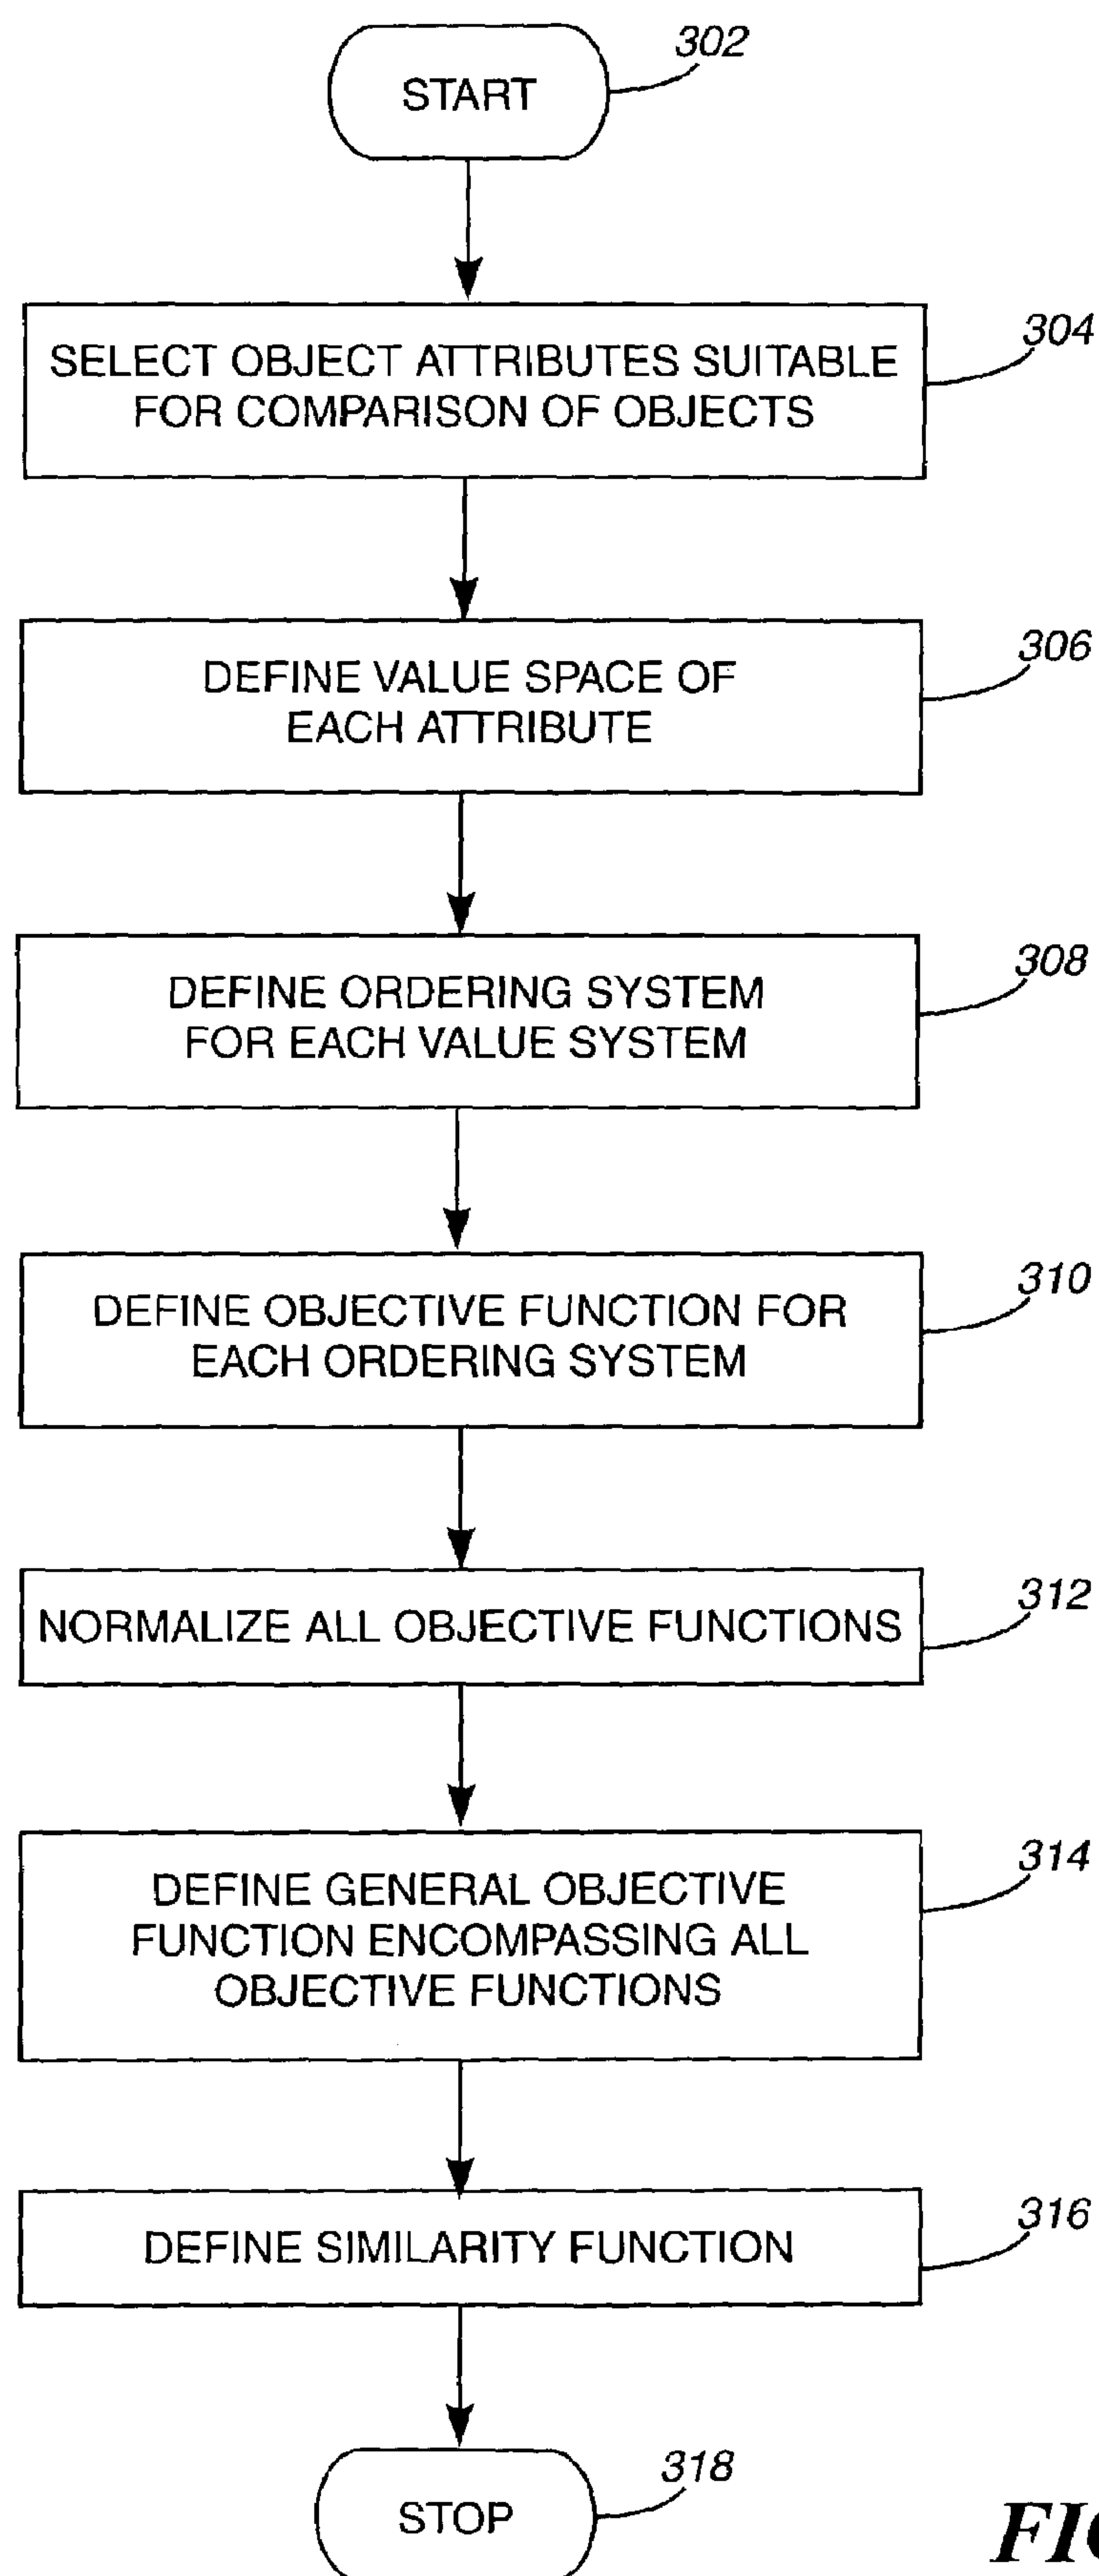 302
START
304
SELECT OBJECT ATTRIBUTES SUITABLE
FOR COMPARISON OF OBJECTS
306
DEFINE VALUE SPACE OF
EACH ATTRIBUTE
308
DEFINE ORDERING SYSTEM
FOR EACH VALUE SYSTEM
310
DEFINE OBJECTIVE FUNCTION FOR
EACH ORDERING SYSTEM
312
NORMALIZE ALL OBJECTIVE FUNCTIONS
314
DEFINE GENERAL OBJECTIVE
FUNCTION ENCOMPASSING ALL
OBJECTIVE FUNCTIONS
316
DEFINE SIMILARITY FUNCTION
318
STOP